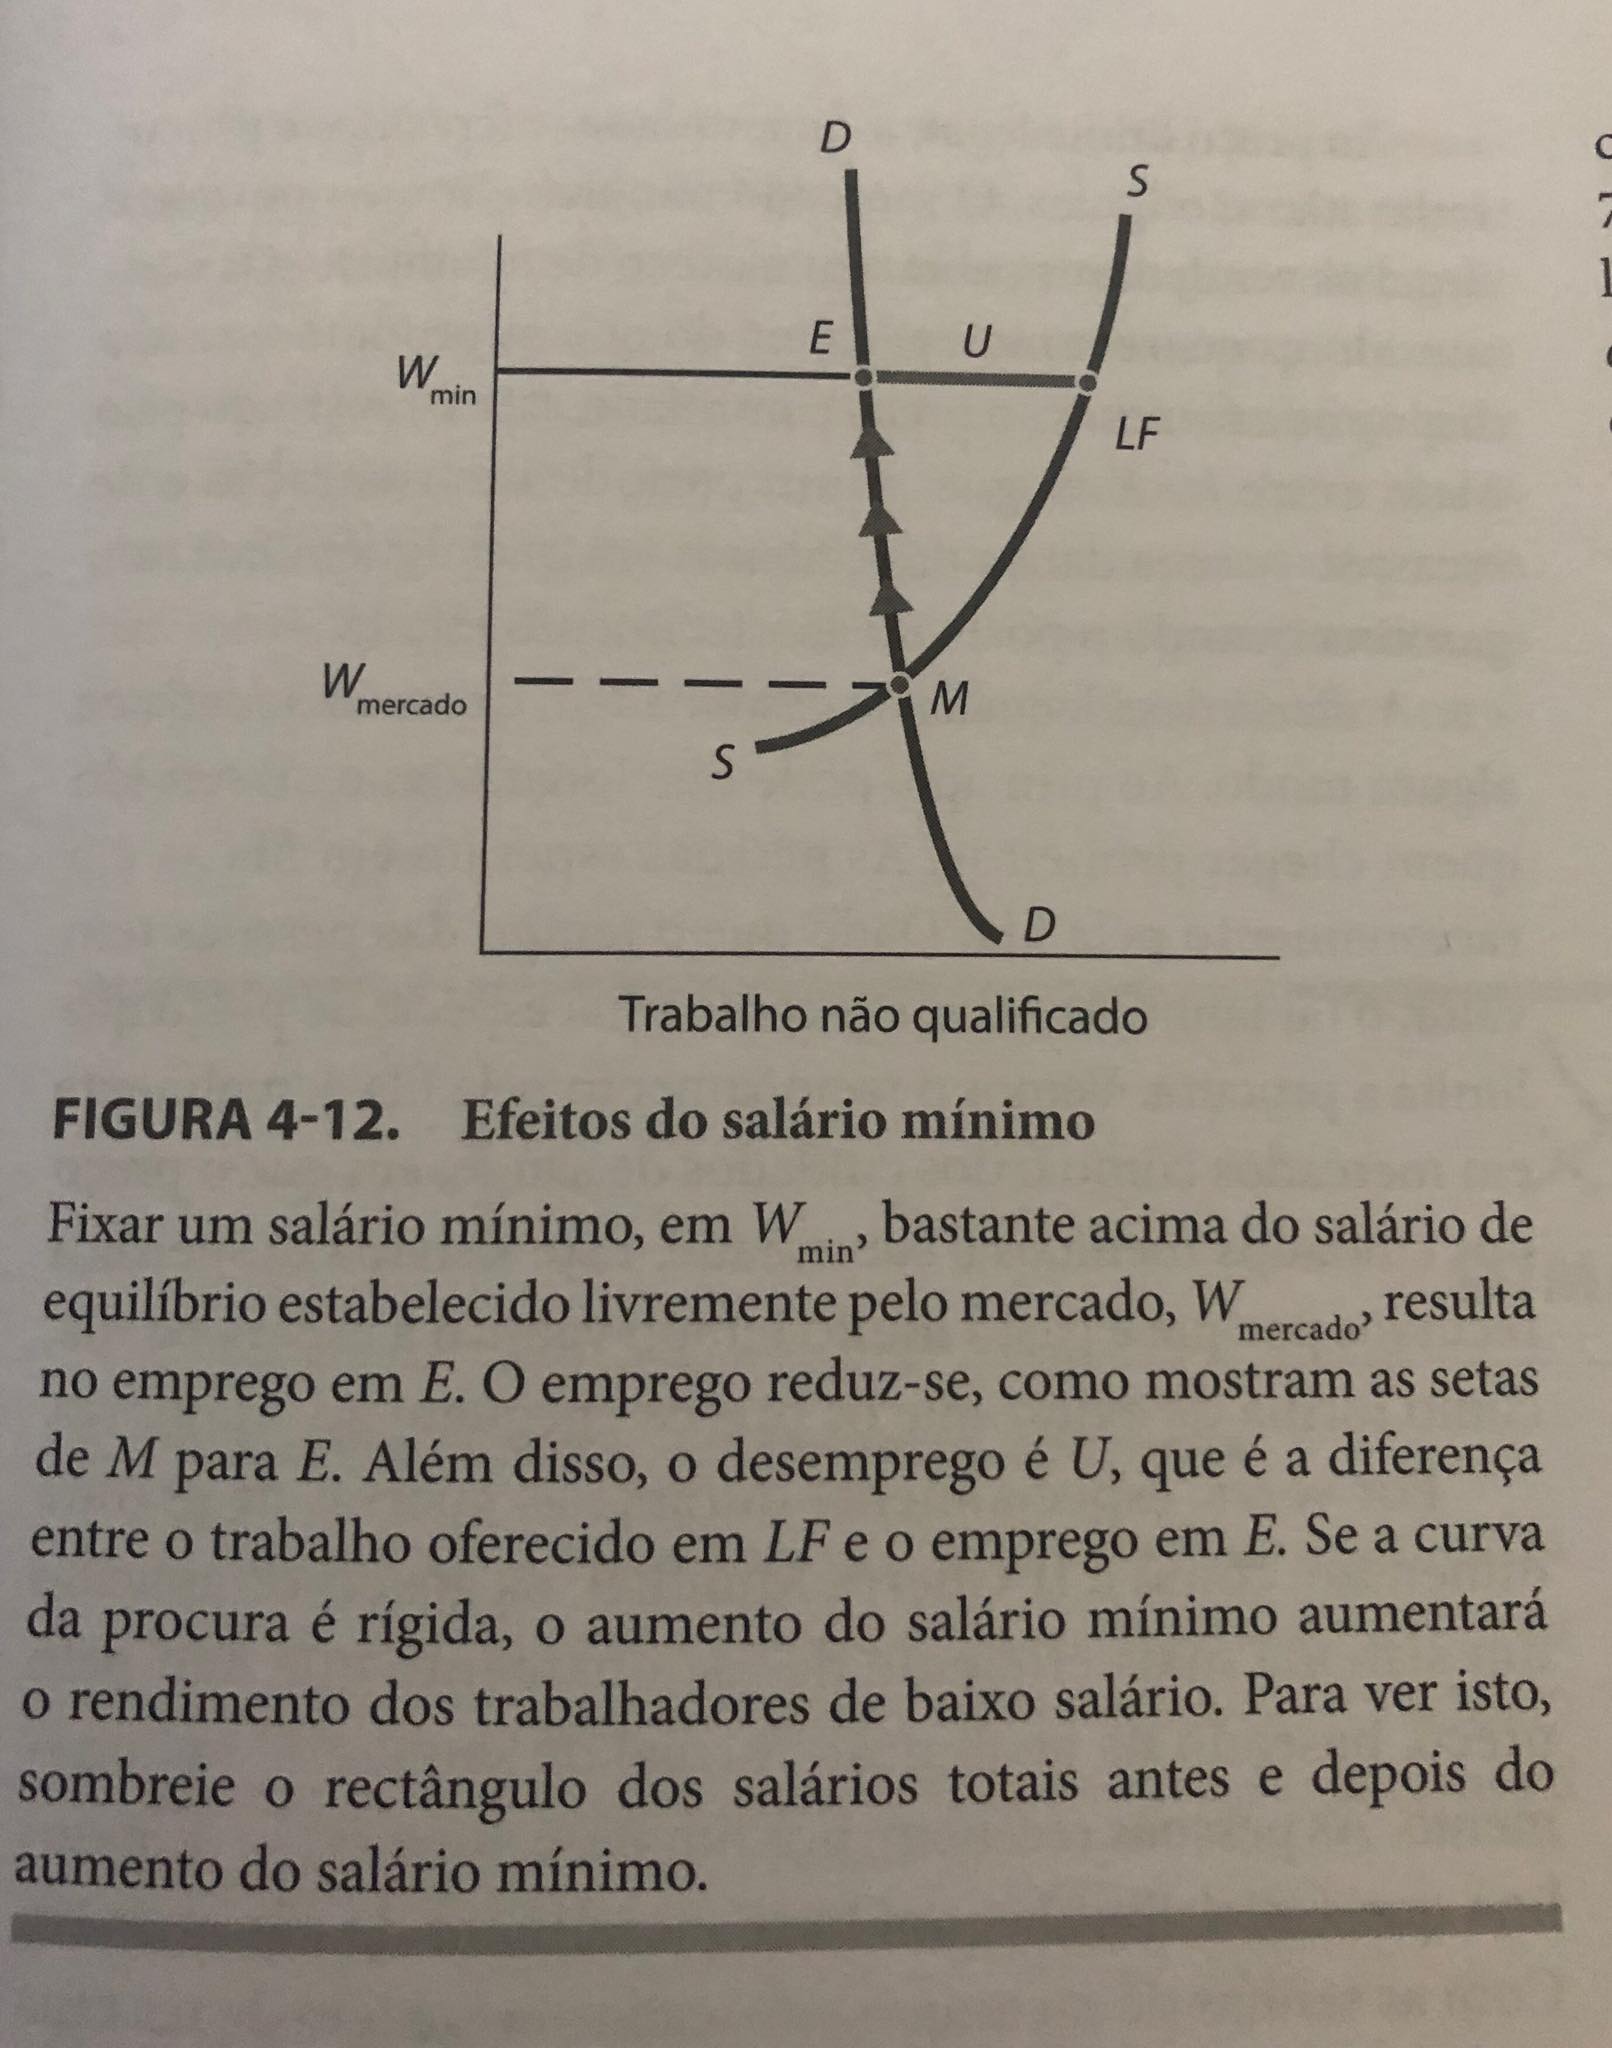 D
S
E
U
W min
LF
W mercado
M
S
D
Trabalho não qualificado
FIGURA 4-12. Efeitos do salário mínimo
Fixar um salário mínimo, em W min, bastante acima do salário de
equilíbrio estabelecido livremente pelo mercado, W mercado, resulta
no emprego em E. O emprego reduz-se, como mostram as setas
de M para E. Além disso, o desemprego é U, que é a diferença
entre o trabalho oferecido em LF e o emprego em E. Se a curva
da procura é rígida, o aumento do salário mínimo aumentará
o rendimento dos trabalhadores de baixo salário. Para ver isto,
sombreie o rectângulo dos salários totais antes e depois do
aumento do salário mínimo.